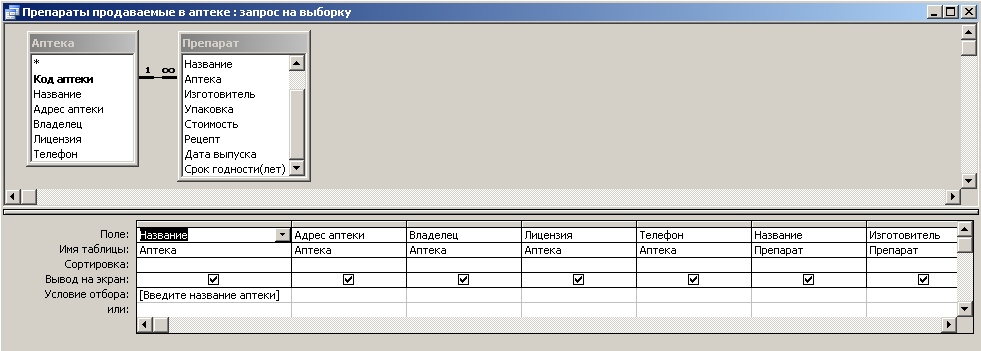 Препараты продаваемые в аптеке : запрос на выборку
Аптека
*
Код аптеки
Название
Адрес аптеки
Владелец
Лицензия
Телефон
1 ∞
Препарат
Название
Аптека
Изготовитель
Упаковка
Стоимость
Рецепт
Дата выпуска
Срок годности(лет)
Поле: Название Адрес аптеки Владелец Лицензия Телефон Название Изготовитель
Имя таблицы: Аптека Аптека Аптека Аптека Аптека Препарат Препарат
Сортировка:
Вывод на экран:
Условие отбора: [Введите название аптеки]
или: